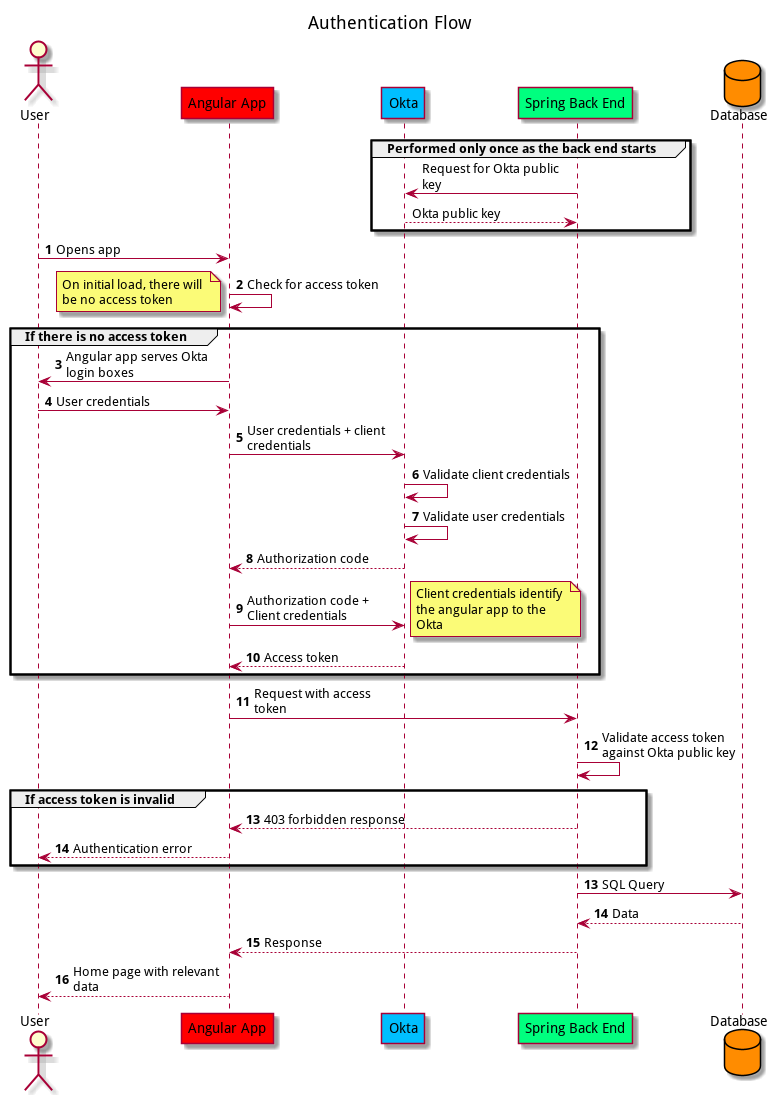 Authentication Flow
User
Angular App
Okta
Spring Back End
Database
Performed only once as the back end starts
Request for Okta public
key
Okta public key
1 Opens app
On initial load, there will
be no access token
2 Check for access token
If there is no access token
3 Angular app serves Okta
login boxes
4 User credentials
5 User credentials + client
credentials
6 Validate client credentials
7 Validate user credentials
8 Authorization code
9 Authorization code +
Client credentials
Client credentials identify
the angular app to the
Okta
10 Access token
11 Request with access
token
12 Validate access token
against Okta public key
If access token is invalid
13 403 forbidden response
14 Authentication error
13 SQL Query
14 Data
15 Response
16 Home page with relevant
data
User
Angular App
Okta
Spring Back End
Database